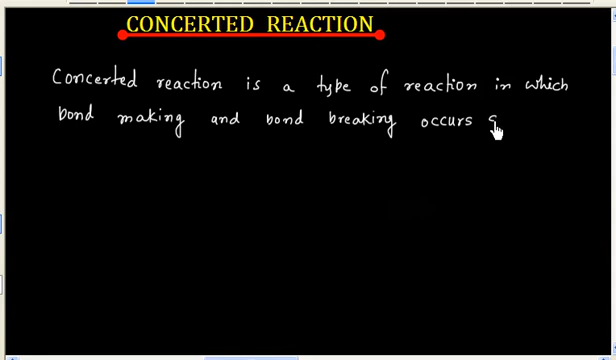 CONCERTED REACTION
Concerted reaction is a type of reaction in which
bond making and bond breaking occurs s